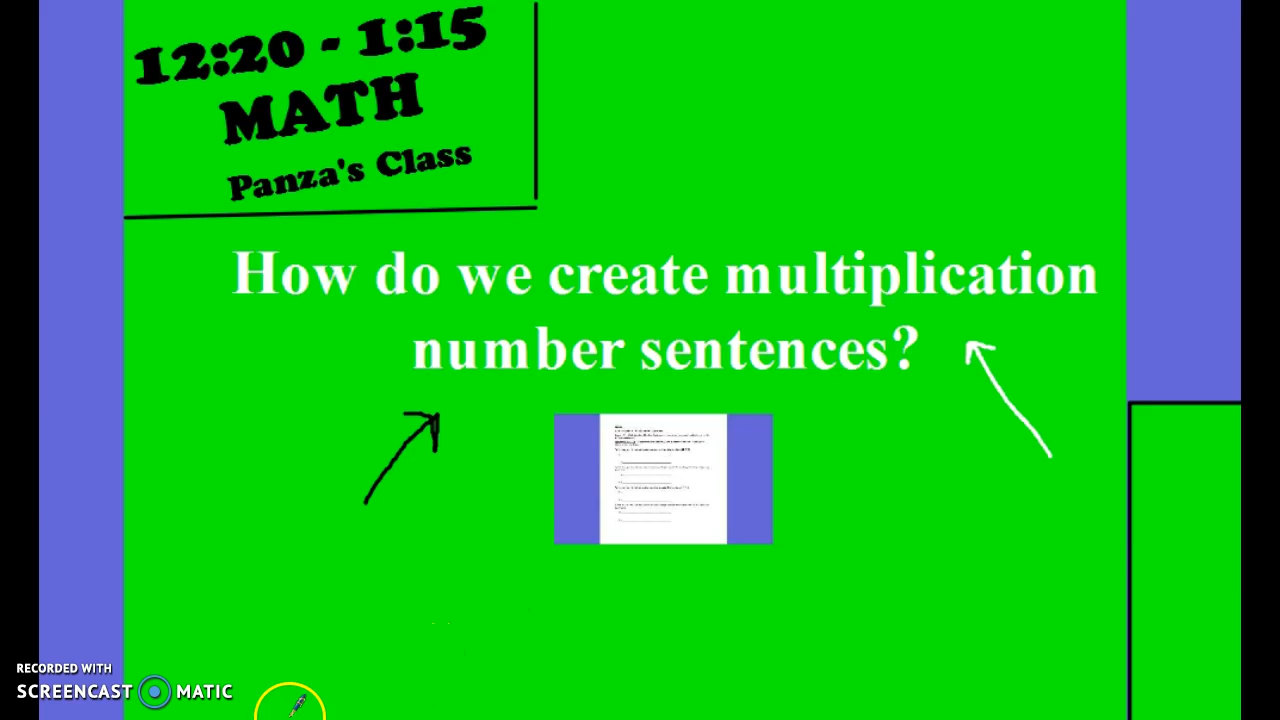 12:20 - 1:15
MATH
Panza's Class
How do we create multiplication
number sentences?
RECORDED WITH
SCREENCAST MATIC